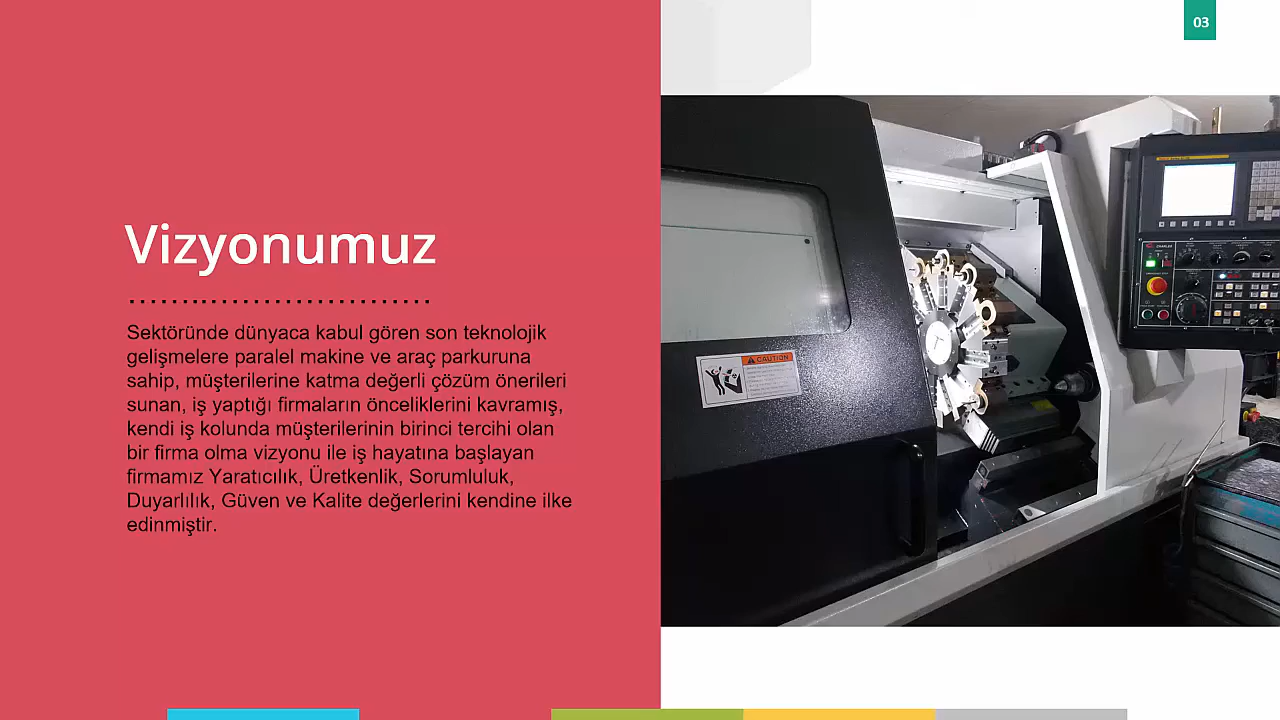 03
Vizyonumuz
Sektöründe dünyaca kabul gören son teknolojik
gelişmelere paralel makine ve araç parkuruna
sahip, müşterilerine katma değerli çözüm önerileri
sunan, iş yaptığı firmaların önceliklerini kavramış,
kendi iş kolunda müşterilerinin birinci tercihi olan
bir firma olma vizyonu ile iş hayatına başlayan
firmamız Yaratıcılık, Üretkenlik, Sorumluluk,
Duyarlılık, Güven ve Kalite değerlerini kendine ilke
edinmiştir.
CAUTION